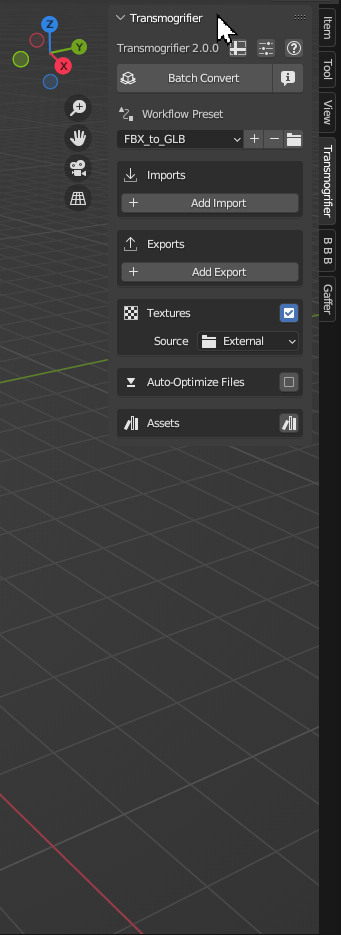 Transmogrifier
Transmogrifier 2.0.0
Batch Convert
Workflow Preset
FBX_to_GLB
Imports
Add Import
Exports
Add Export
Textures
Source External
Auto-Optimize Files
Assets
Z
Y
X
Item
Tool
View
Transmogrifier
B B B
Gaffer